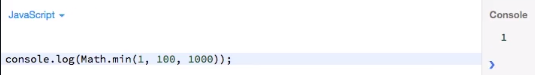 JavaScript
Console
1
console.log(Math.min(1, 100, 1000));